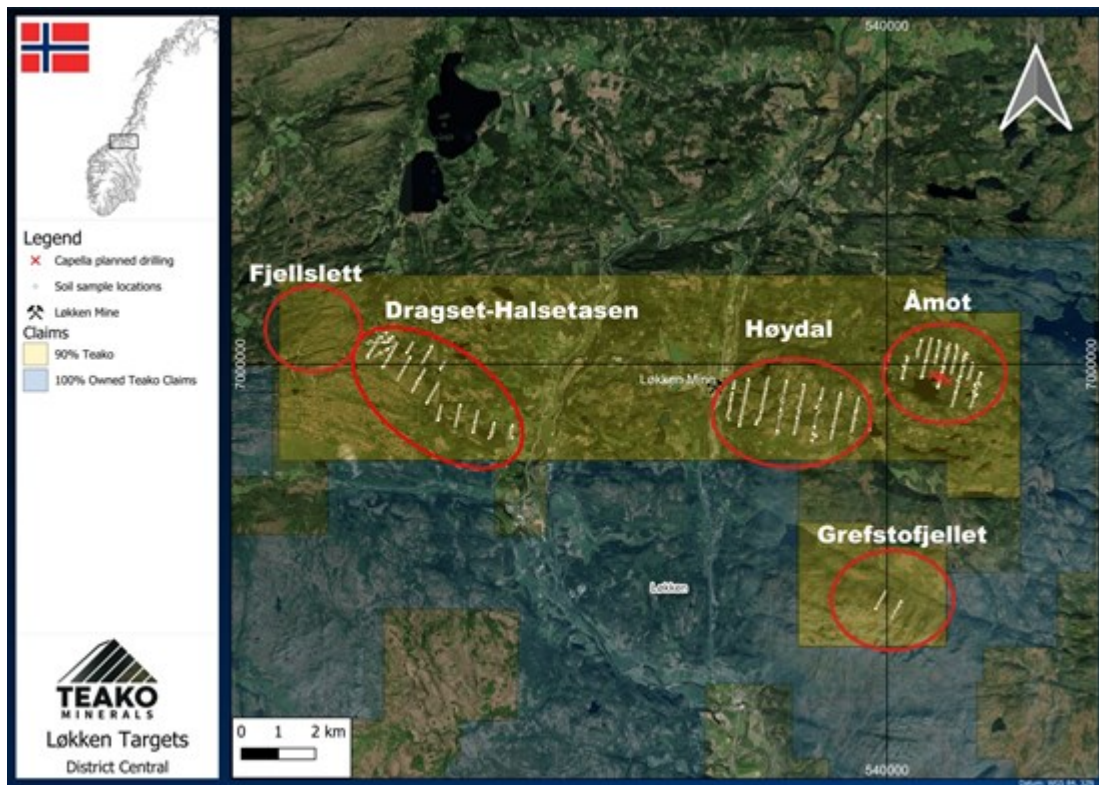 Legend
Capella planned drilling
Soil sample locations
Løkken Mine
Claims
90% Teako
100% Owned Teako Claims
TEAKO
MINERALS
Løkken Targets
District Central
540000
N
Fjellslett
Dragset-Halsetasen
Høydal
Åmot
7000000
7000000
Løkken Mine
Grefstofjellet
Løkken
0 1 2 km
540000